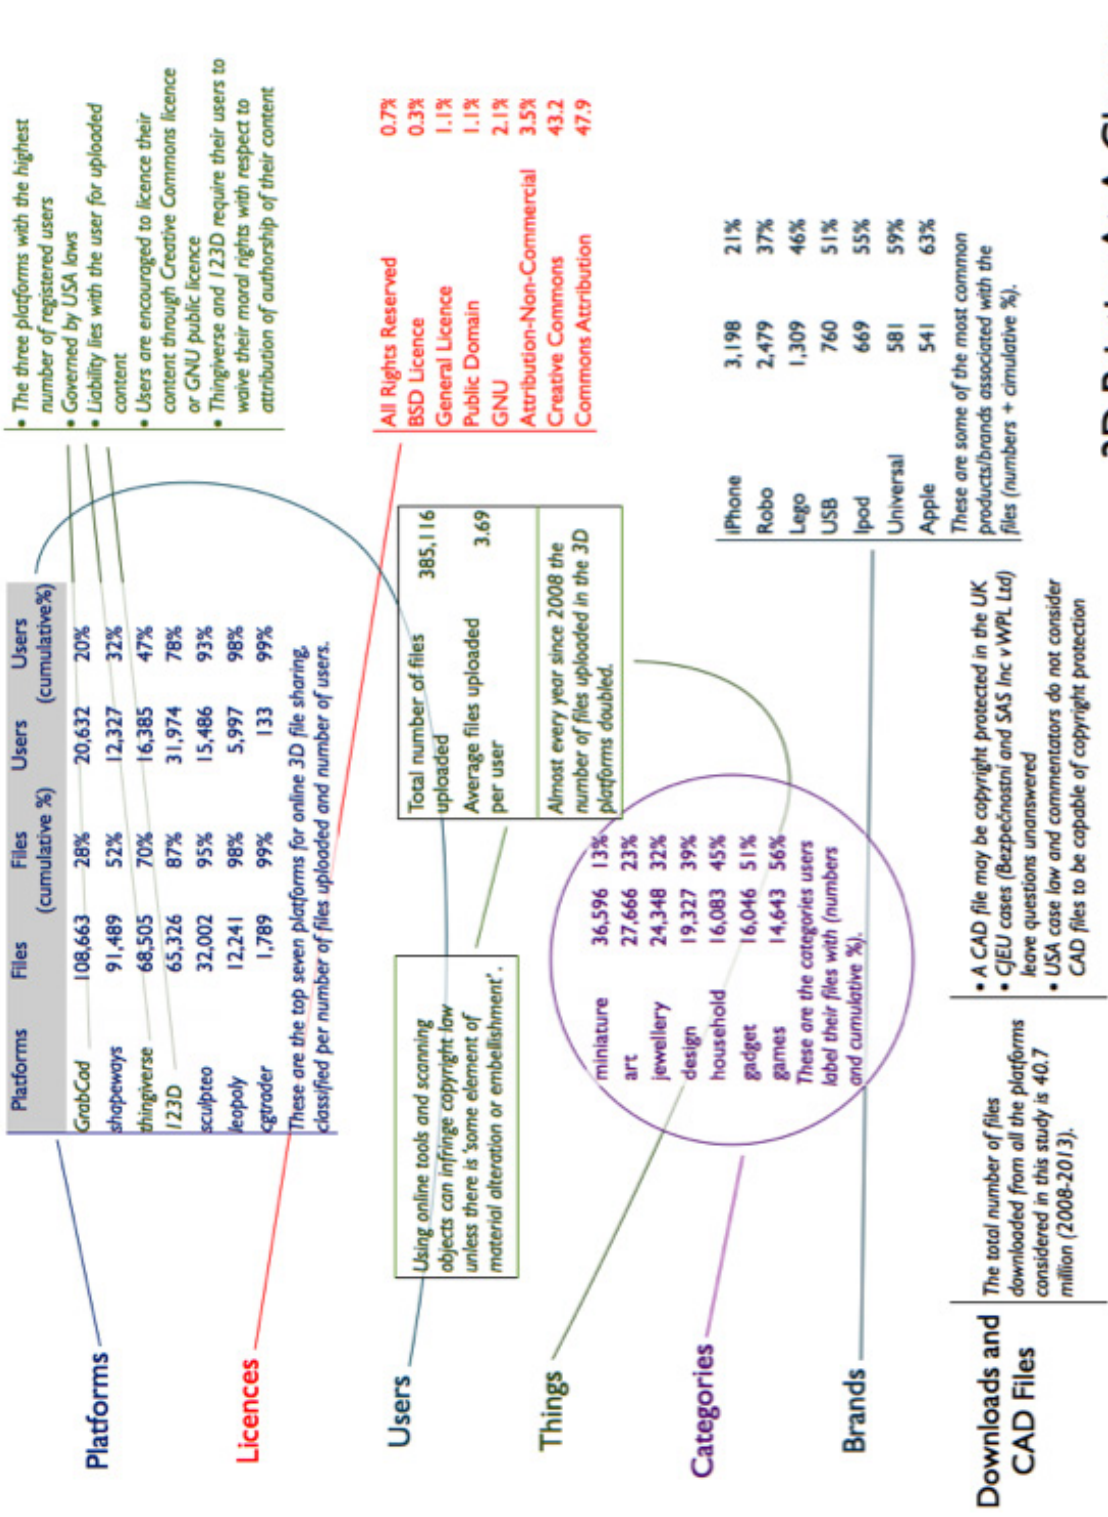 Platforms
Platforms Files Files Users Users
(cumulative %) (cumulative%)
GrabCad 108,663 28% 20,632 20%
shapeways 91,489 52% 12,327 32%
thingiverse 68,505 70% 16,385 47%
123D 65,326 87% 31,974 78%
sculpteo 32,002 95% 15,486 93%
leopoly 12,241 98% 5,997 98%
cgtrader 1,789 99% 133 99%
These are the top seven platforms for online 3D file sharing,
classified per number of files uploaded and number of users.
• The three platforms with the highest
number of registered users
• Governed by USA laws
• Liability lies with the user for uploaded
content
• Users are encouraged to licence their
content through Creative Commons licence
or GNU public licence
• Thingiverse and 123D require their users to
waive their moral rights with respect to
attribution of authorship of their content
Licences
All Rights Reserved 0.7%
BSD Licence 0.3%
General Licence 1.1%
Public Domain 1.1%
GNU 2.1%
Attribution-Non-Commercial 3.5%
Creative Commons 43.2
Commons Attribution 47.9
Users
Using online tools and scanning
objects can infringe copyright law
unless there is 'some element of
material alteration or embellishment'.
Total number of files 385,116
uploaded
Average files uploaded 3.69
per user
Almost every year since 2008 the
number of files uploaded in the 3D
platforms doubled.
Things
Categories
miniature 36,596 13%
art 27,666 23%
jewellery 24,348 32%
design 19,327 39%
household 16,083 45%
gadget 16,046 51%
games 14,643 56%
These are the categories users
label their files with (numbers
and cumulative %).
Brands
iPhone 3,198 21%
Robo 2,479 37%
Lego 1,309 46%
USB 760 51%
Ipod 669 55%
Universal 581 59%
Apple 541 63%
These are some of the most common
products/brands associated with the
files (numbers + cimulative %).
Downloads and
CAD Files
The total number of files
downloaded from all the platforms
considered in this study is 40.7
million (2008-2013).
• A CAD file may be copyright protected in the UK
• CJEU cases (Bezpečnostní and SAS Inc v WPL Ltd)
leave questions unanswered
• USA case law and commentators do not consider
CAD files to be capable of copyright protection